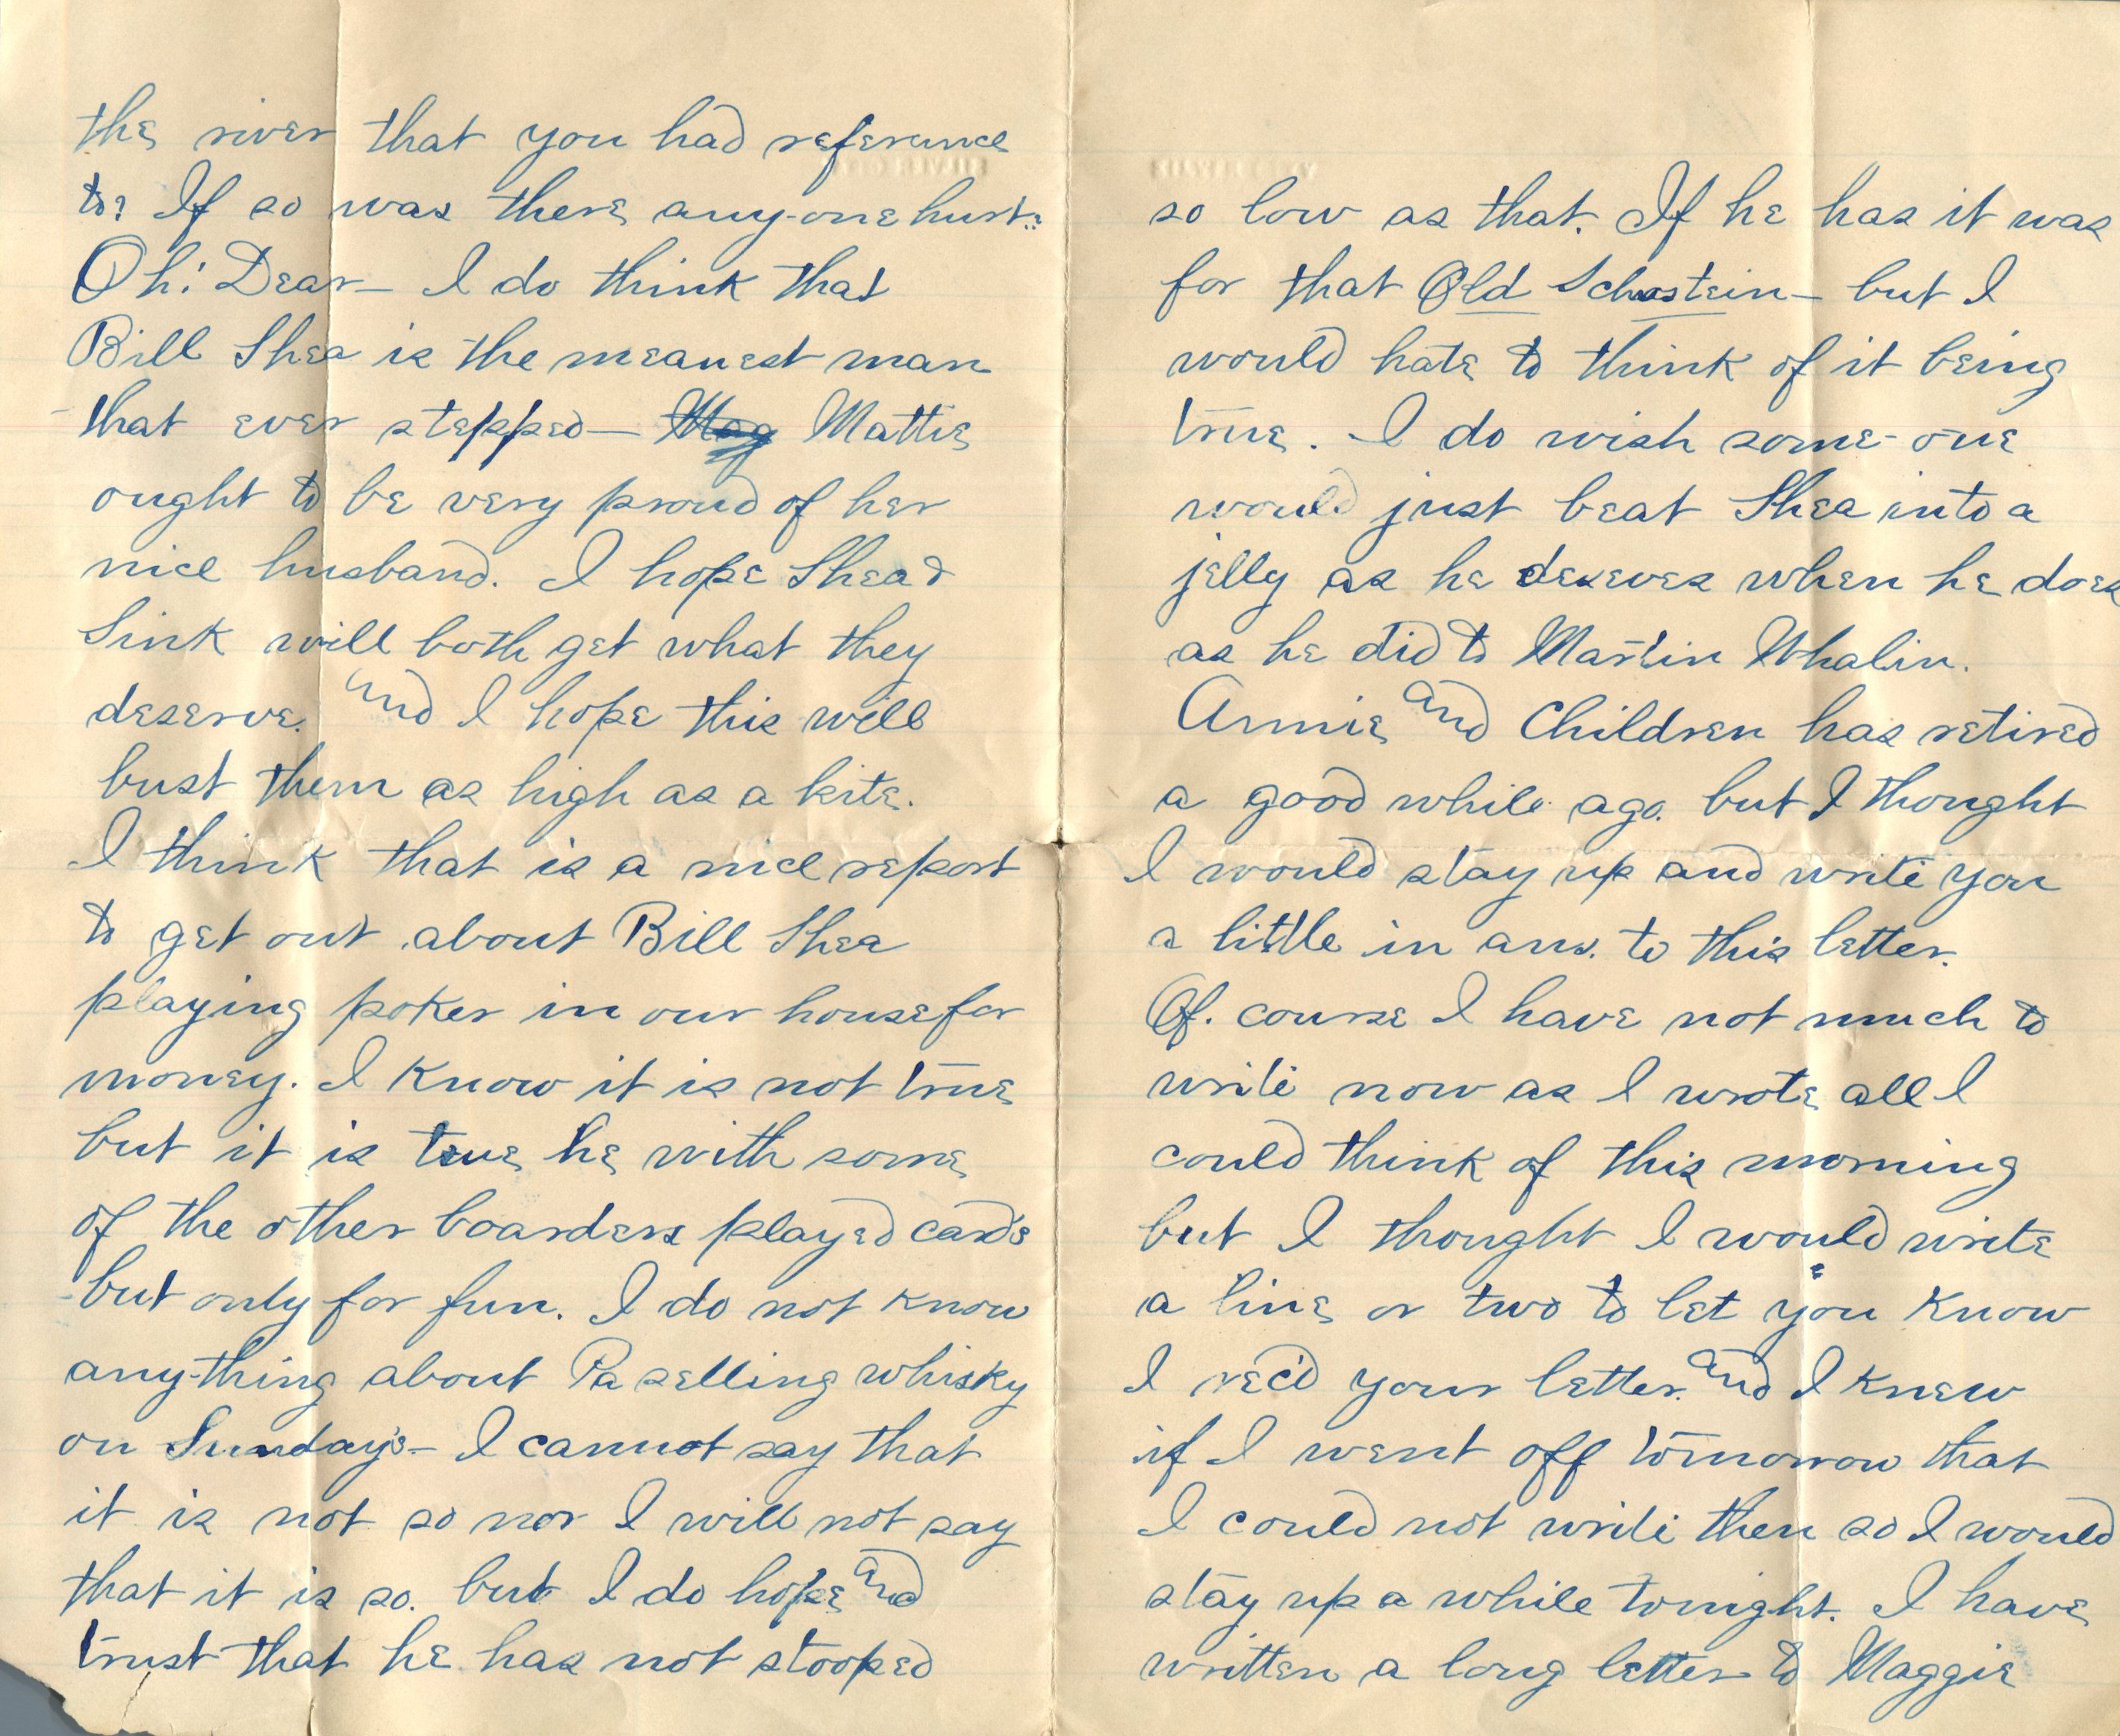 the river that you had reference
to? If so was there any-one hurt?
Oh! Dear— I do think that
Bill Shea is the meanest man
that ever stepped— Mag Mattie
ought to be very proud of her
nice husband. I hope Shea &
Sink will both get what they
deserve. And I hope this will
bust them as high as a kite.
I think that is a nice report
to get out about Bill Shea
playing poker in our house for
money. I know it is not true
but it is true he with some
of the other boarders played card's
but only for fun. I do not know
any-thing about Pa selling whisky
on Sunday's— I cannot say that
it is not so nor I will not say
that it is so. but I do hope and
trust that he has not stooped
so low as that. If he has it was
for that Old Schostein— but I
would hate to think of it being
true. I do wish some-one
would just beat Shea into a
jelly as he deseves when he does
as he did to Martin Whalin.
Annie and Children has retired
a good while ago. but I thought
I would stay up and write you
a little in ans. to this letter.
Of. course I have not much to
write now as I wrote all I
could think of this morning
but I thought I would write
a line or two to let you know
I rec'd your letter. And I knew
if I went off tomorrow that
I could not write then so I would
stay up a while tonight. I have
written a long letter to Maggie